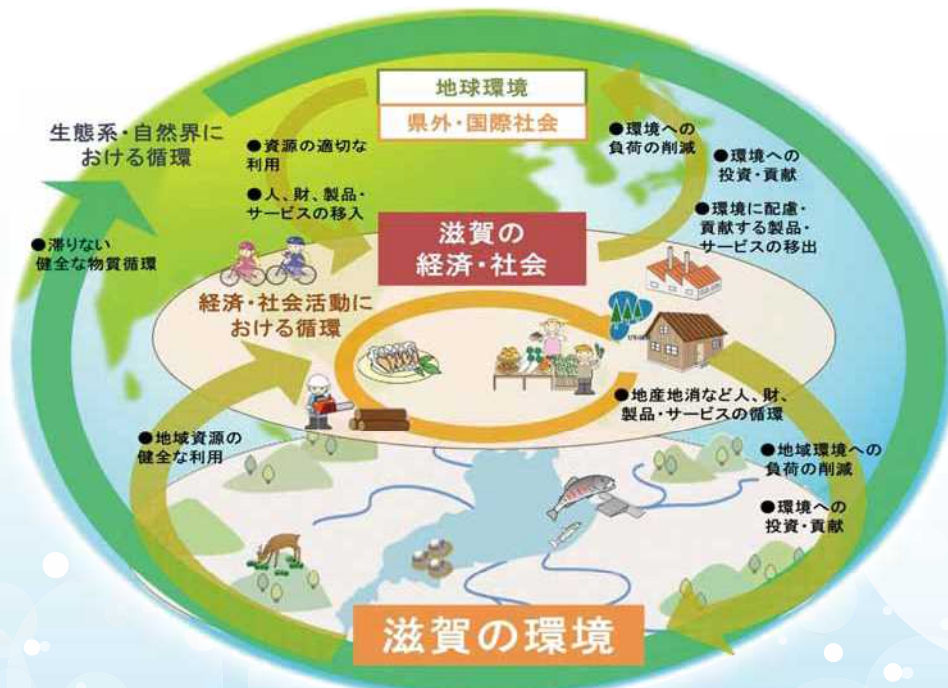 地球環境
県外・国際社会
生態系・自然界に
おける循環
●資源の適切な
利用
●人、財、製品・
サービスの移入
●環境への
負荷の削減
●環境への
投資・貢献
●環境に配慮・
貢献する製品・
サービスの移出
●滞りない
健全な物質循環
滋賀の
経済・社会
経済・社会活動に
おける循環
●地産地消など人、財、
製品・サービスの循環
●地域資源の
健全な利用
●地域環境への
負荷の削減
●環境への
投資・貢献
滋賀の環境